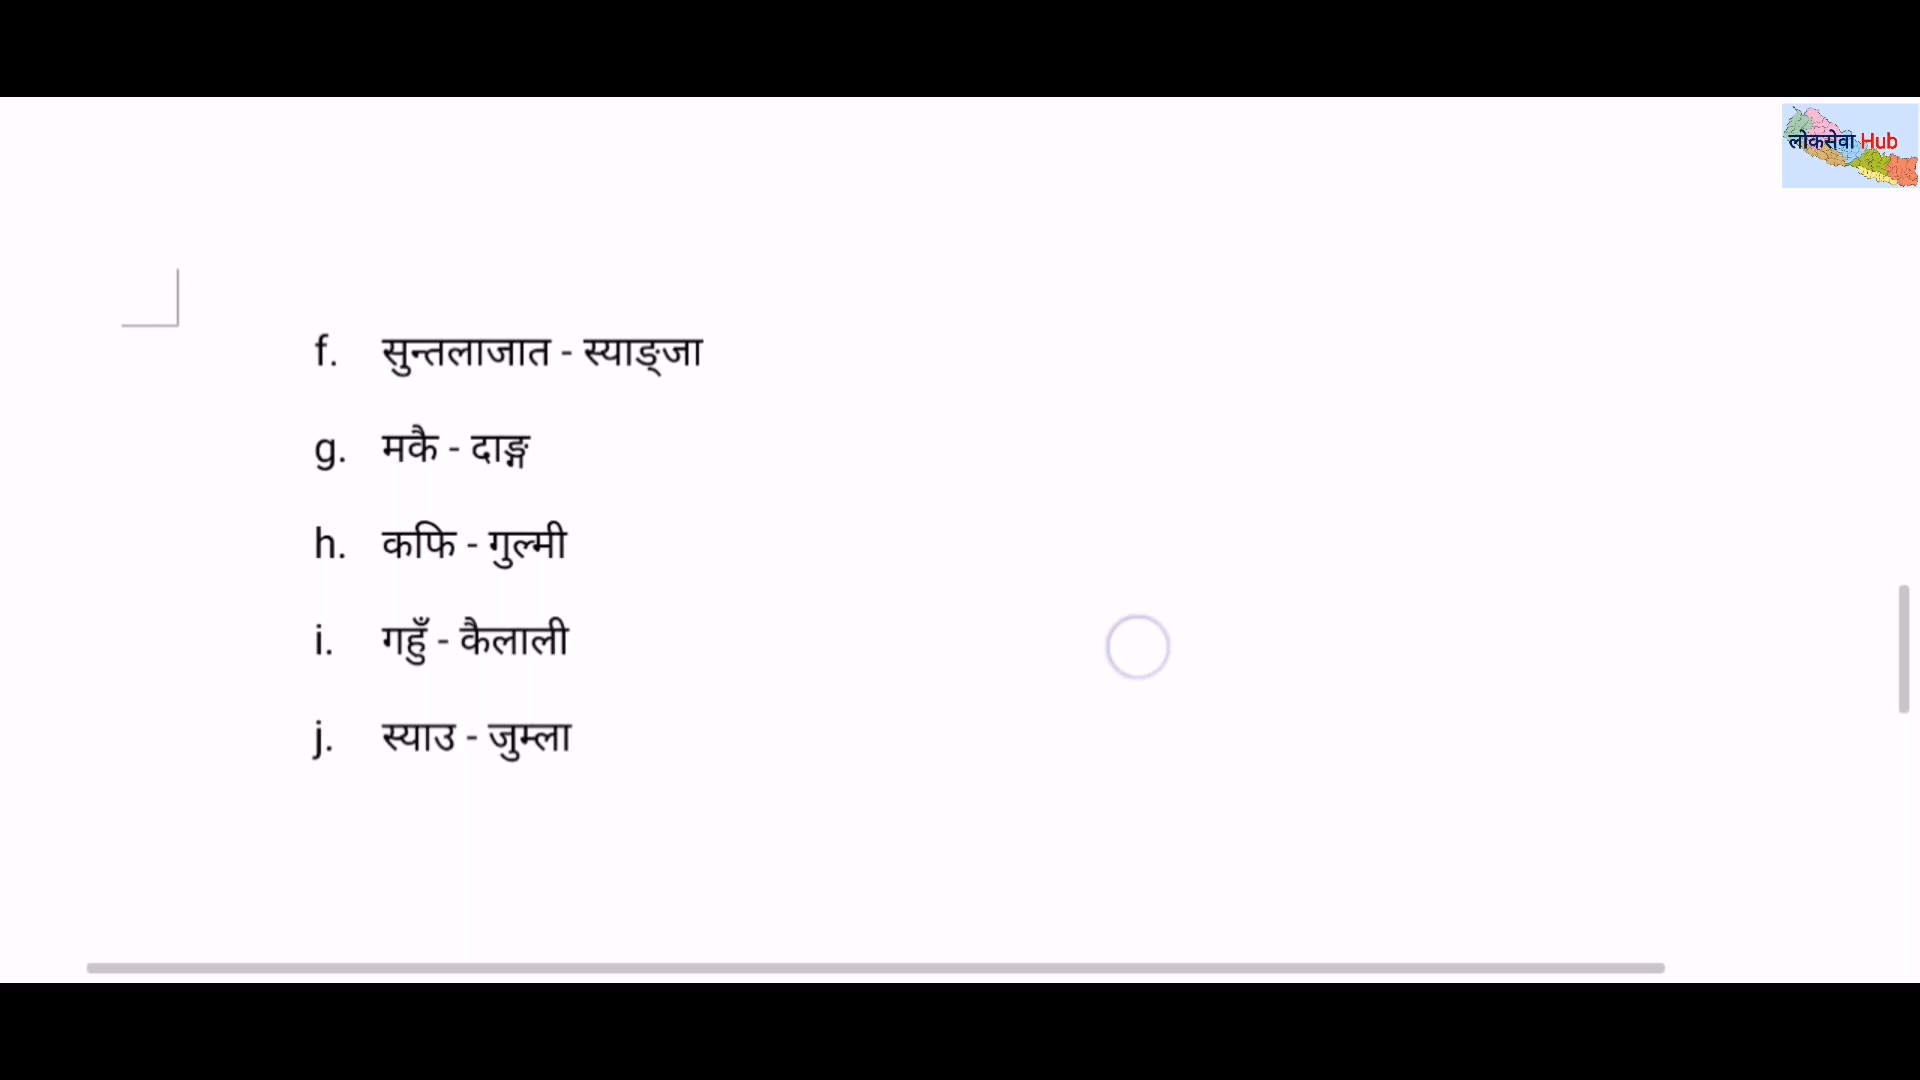 लोकसेवा Hub
f. सुन्तलाजात - स्याङ्जा
g. मकै - दाङ्ग
h. कफि - गुल्मी
i. गहुँ - कैलाली
j. स्याउ - जुम्ला